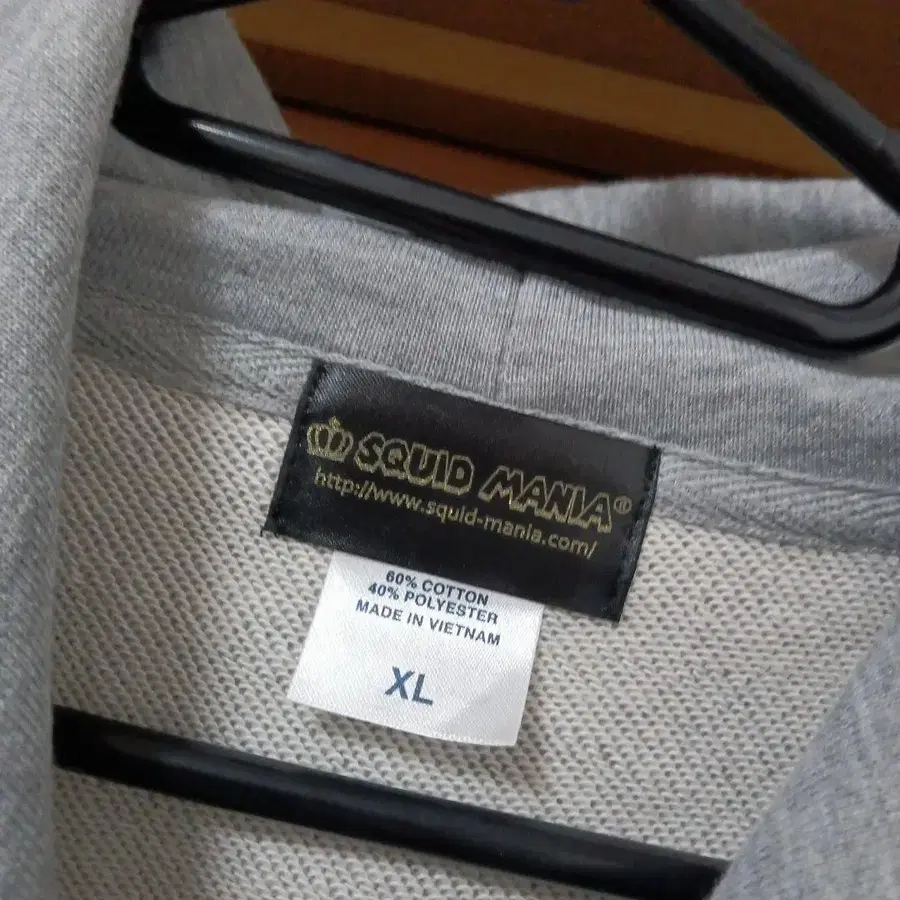 SQUID MANIA®
http://www.squid-mania.com/
60% COTTON
40% POLYESTER
MADE IN VIETNAM
XL